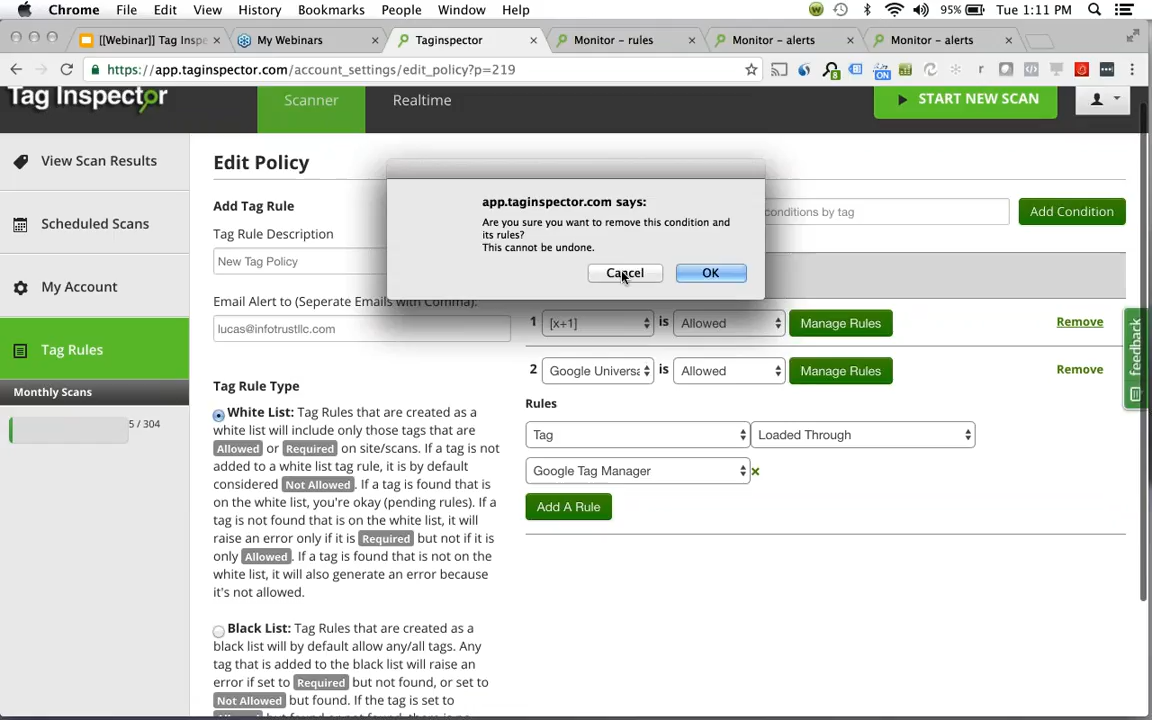 Chrome File Edit View History Bookmarks People Window Help 95% Tue 1:11 PM
[[Webinar]] Tag Inspe × My Webinars × Taginspector × Monitor – rules × Monitor – alerts × Monitor – alerts ×
https://app.taginspector.com/account_settings/edit_policy?p=219
Tag Inspector Scanner Realtime START NEW SCAN
View Scan Results
Scheduled Scans
My Account
Tag Rules
Monthly Scans
5 / 304
Edit Policy
Add Tag Rule
Tag Rule Description
New Tag Policy
Email Alert to (Seperate Emails with Comma):
lucas@infotrustllc.com
Tag Rule Type
White List: Tag Rules that are created as a
white list will include only those tags that are
Allowed or Required on site/scans. If a tag is not
added to a white list tag rule, it is by default
considered Not Allowed. If a tag is found that is
on the white list, you're okay (pending rules). If a
tag is not found that is on the white list, it will
raise an error only if it is Required but not if it is
only Allowed. If a tag is found that is not on the
white list, it will also generate an error because
it's not allowed.
Black List: Tag Rules that are created as a
black list will by default allow any/all tags. Any
tag that is added to the black list will raise an
error if set to Required but not found, or set to
Not Allowed but found. If the tag is set to
app.taginspector.com says:
Are you sure you want to remove this condition and
its rules?
This cannot be undone.
Cancel OK
conditions by tag Add Condition
1 [x+1] is Allowed Manage Rules Remove
2 Google Universa is Allowed Manage Rules Remove
Rules
Tag Loaded Through
Google Tag Manager ×
Add A Rule
feedback